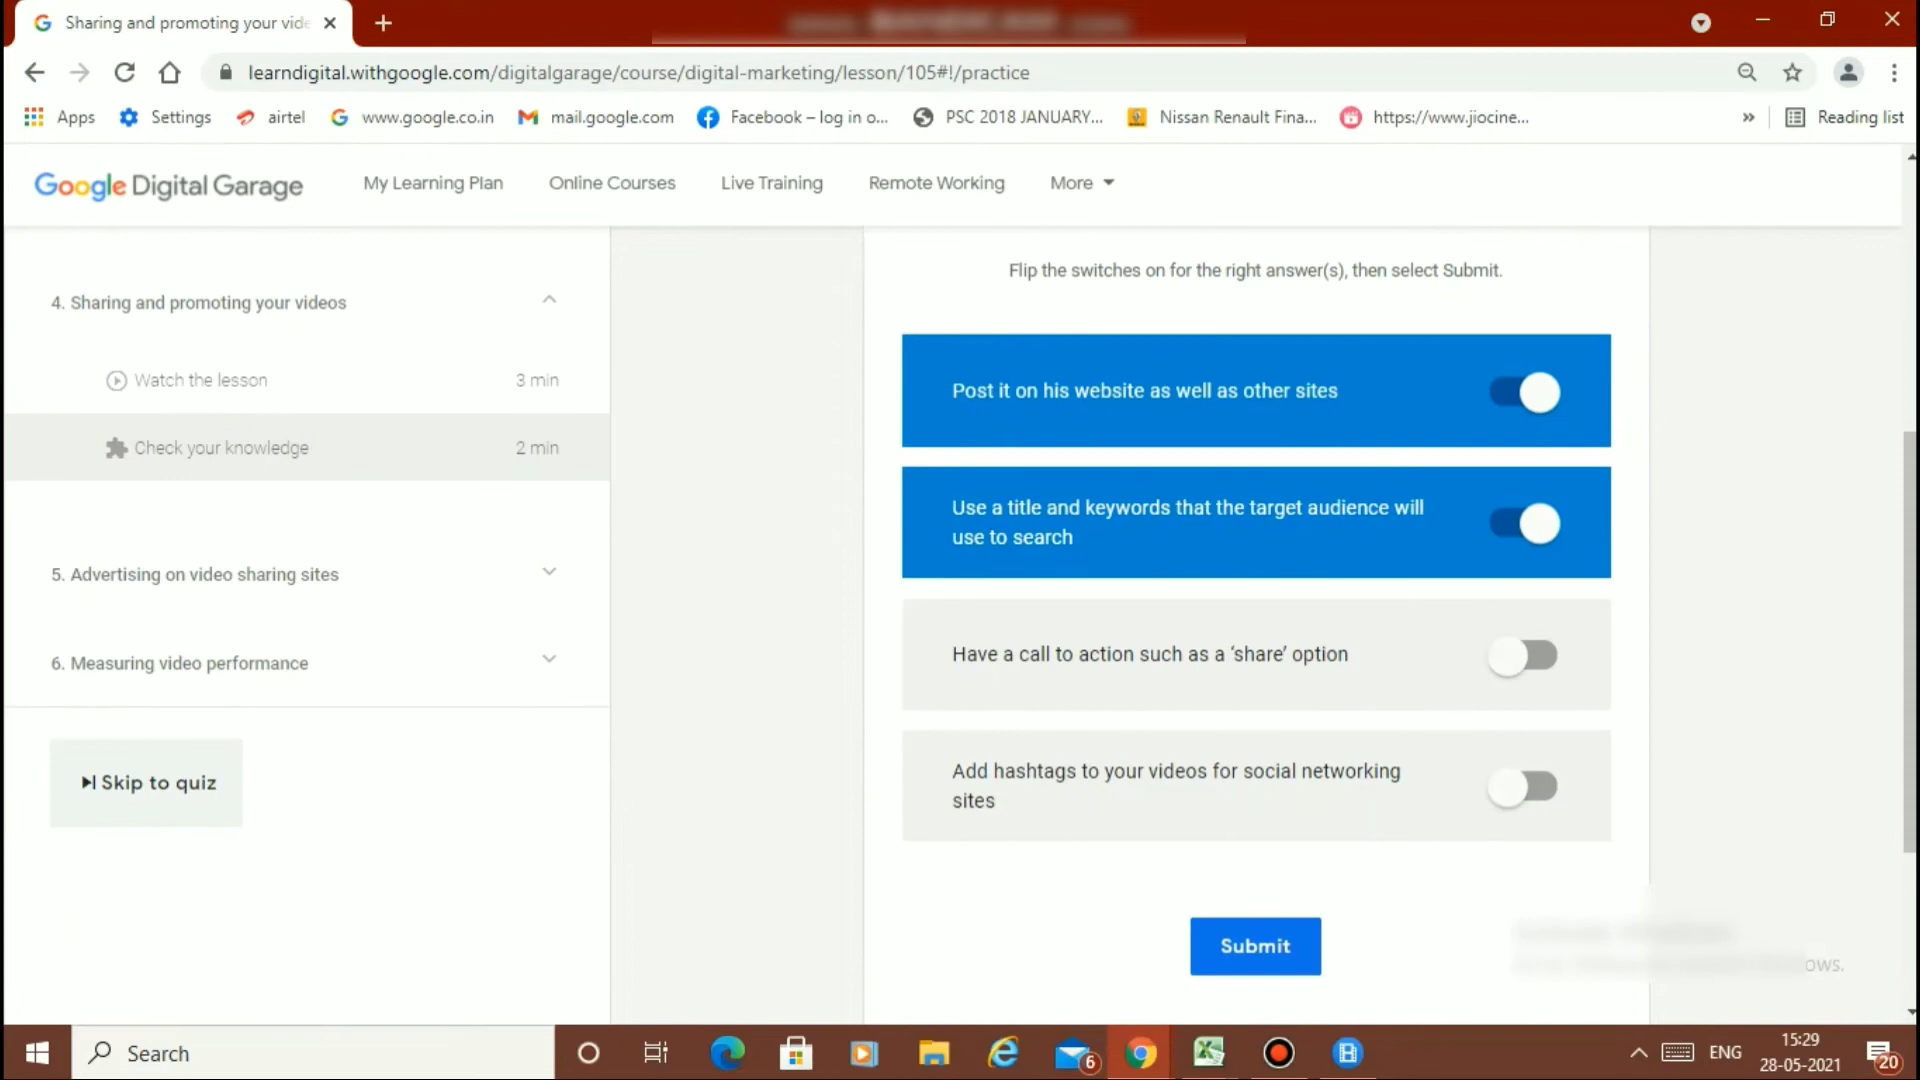 Sharing and promoting your vide
learndigital.withgoogle.com/digitalgarage/course/digital-marketing/lesson/105#!/practice
Apps Settings airtel www.google.co.in mail.google.com Facebook – log in o... PSC 2018 JANUARY... Nissan Renault Fina... https://www.jiocine... » Reading list
Google Digital Garage My Learning Plan Online Courses Live Training Remote Working More
4. Sharing and promoting your videos
Watch the lesson 3 min
Check your knowledge 2 min
5. Advertising on video sharing sites
6. Measuring video performance
Skip to quiz
Flip the switches on for the right answer(s), then select Submit.
Post it on his website as well as other sites
Use a title and keywords that the target audience will
use to search
Have a call to action such as a ‘share’ option
Add hashtags to your videos for social networking
sites
Submit
ows.
Search
6
ENG
15:29
28-05-2021
20